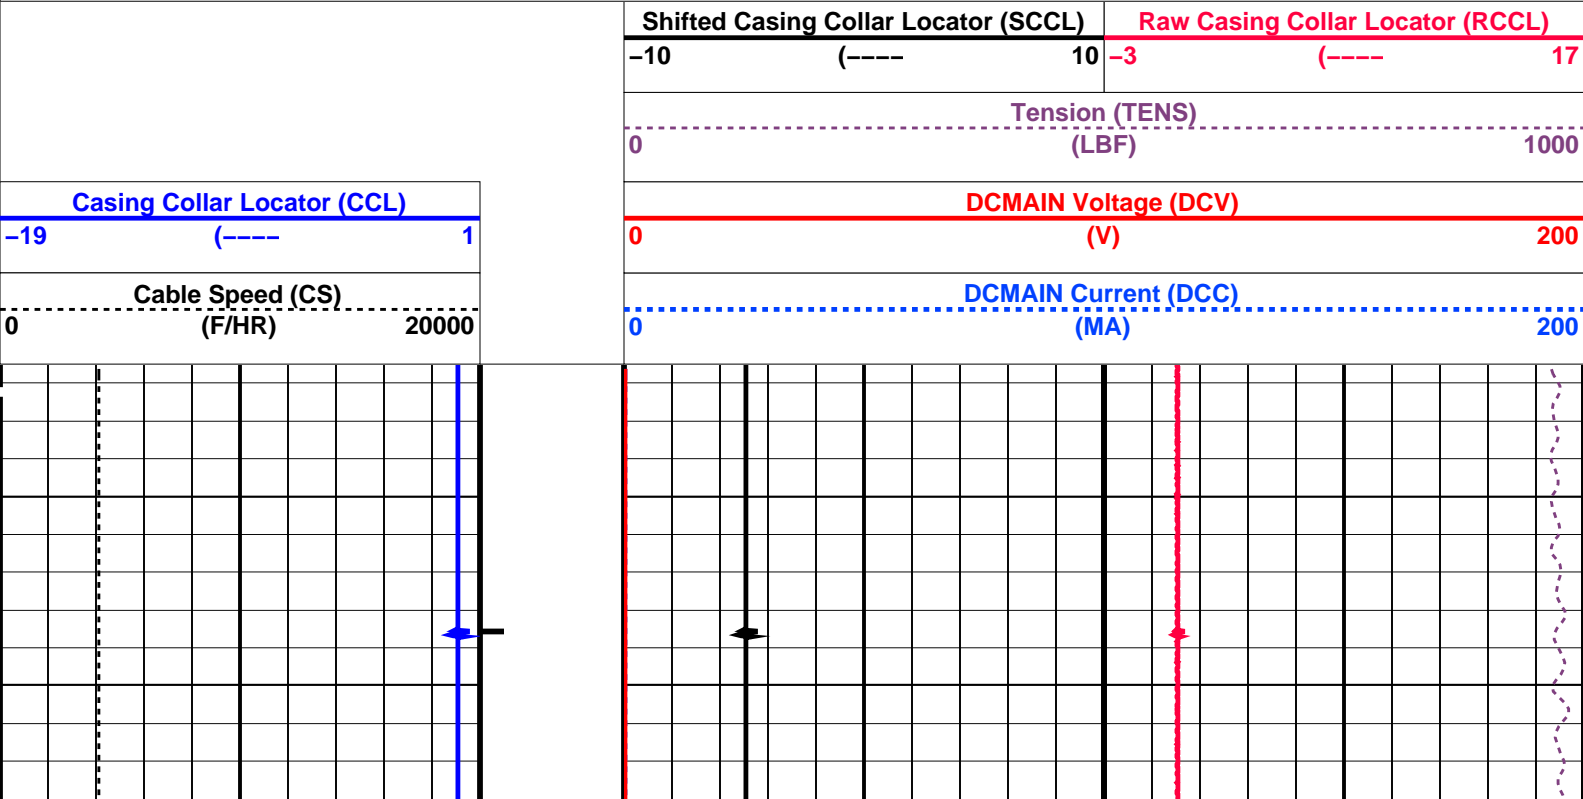 Shifted Casing Collar Locator (SCCL)
−10 (−−−− 10
Raw Casing Collar Locator (RCCL)
−3 (−−−− 17
Tension (TENS)
0 (LBF) 1000
Casing Collar Locator (CCL)
−19 (−−−− 1
DCMAIN Voltage (DCV)
0 (V) 200
Cable Speed (CS)
0 (F/HR) 20000
DCMAIN Current (DCC)
0 (MA) 200